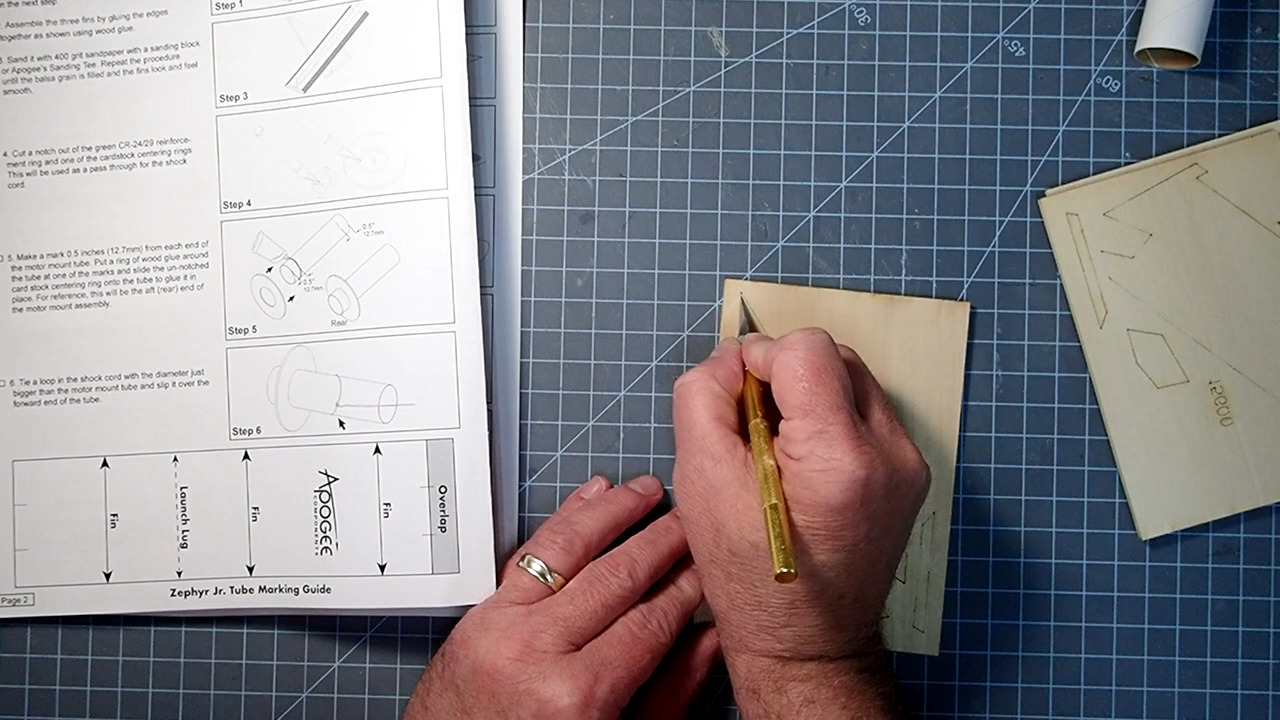 in the next step.
Assemble the three fins by gluing the edges
together as shown using wood glue.
3. Sand it with 400 grit sandpaper with a sanding block
or Apogee's Sanding Tee. Repeat the procedure
until the balsa grain is filled and the fins look and feel
smooth.
4. Cut a notch out of the green CR-24/29 reinforce-
ment ring and one of the cardstock centering rings
This will be used as a pass through for the shock
cord.
5. Make a mark 0.5 inches (12.7mm) from each end of
the motor mount tube. Put a ring of wood glue around
the tube at one of the marks and slide the un-notched
card stock centering ring onto the tube to glue it in
place. For reference, this will be the aft (rear) end of
the motor mount assembly.
6. Tie a loop in the shock cord with the diameter just
bigger than the motor mount tube and slip it over the
forward end of the tube.
Step 1
Step 3
Step 4
0.5"
12.7mm
0.5"
12.7mm
Rear
Step 5
Step 6
Fin
Launch Lug
Fin
APOGEE
COMPONENTS
Fin
Overlap
Zephyr Jr. Tube Marking Guide
Page 2
30°
45°
60°
15800